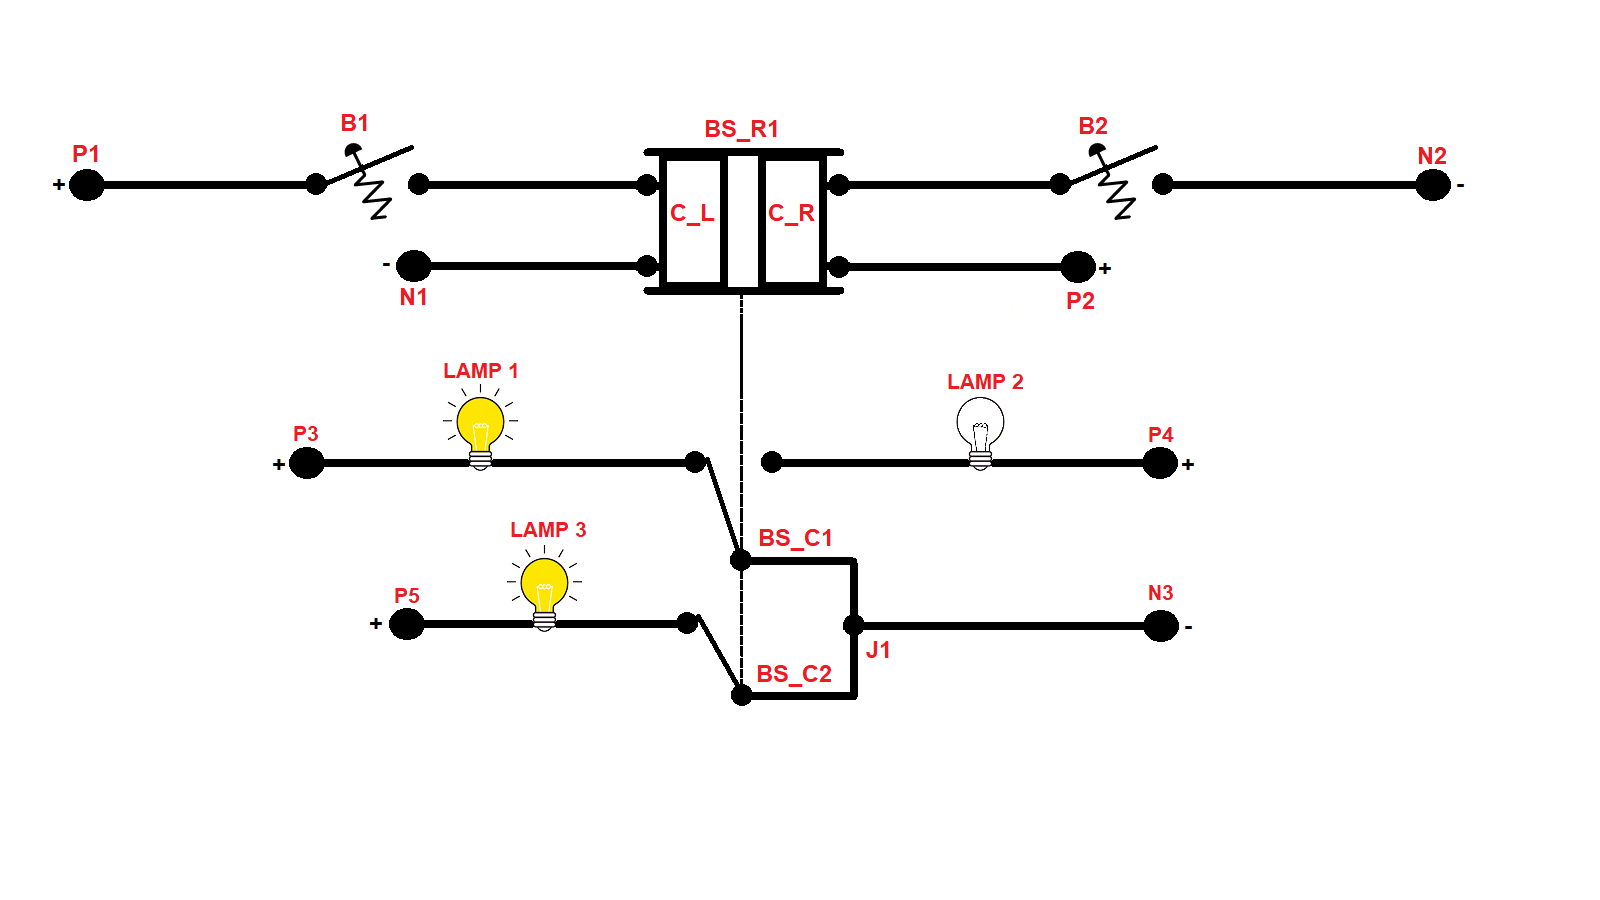 B1
BS_R1
B2
P1
N2
+
-
C_L
C_R
-
+
N1
P2
LAMP 1
LAMP 2
P3
P4
+
+
LAMP 3
BS_C1
P5
N3
+
-
J1
BS_C2